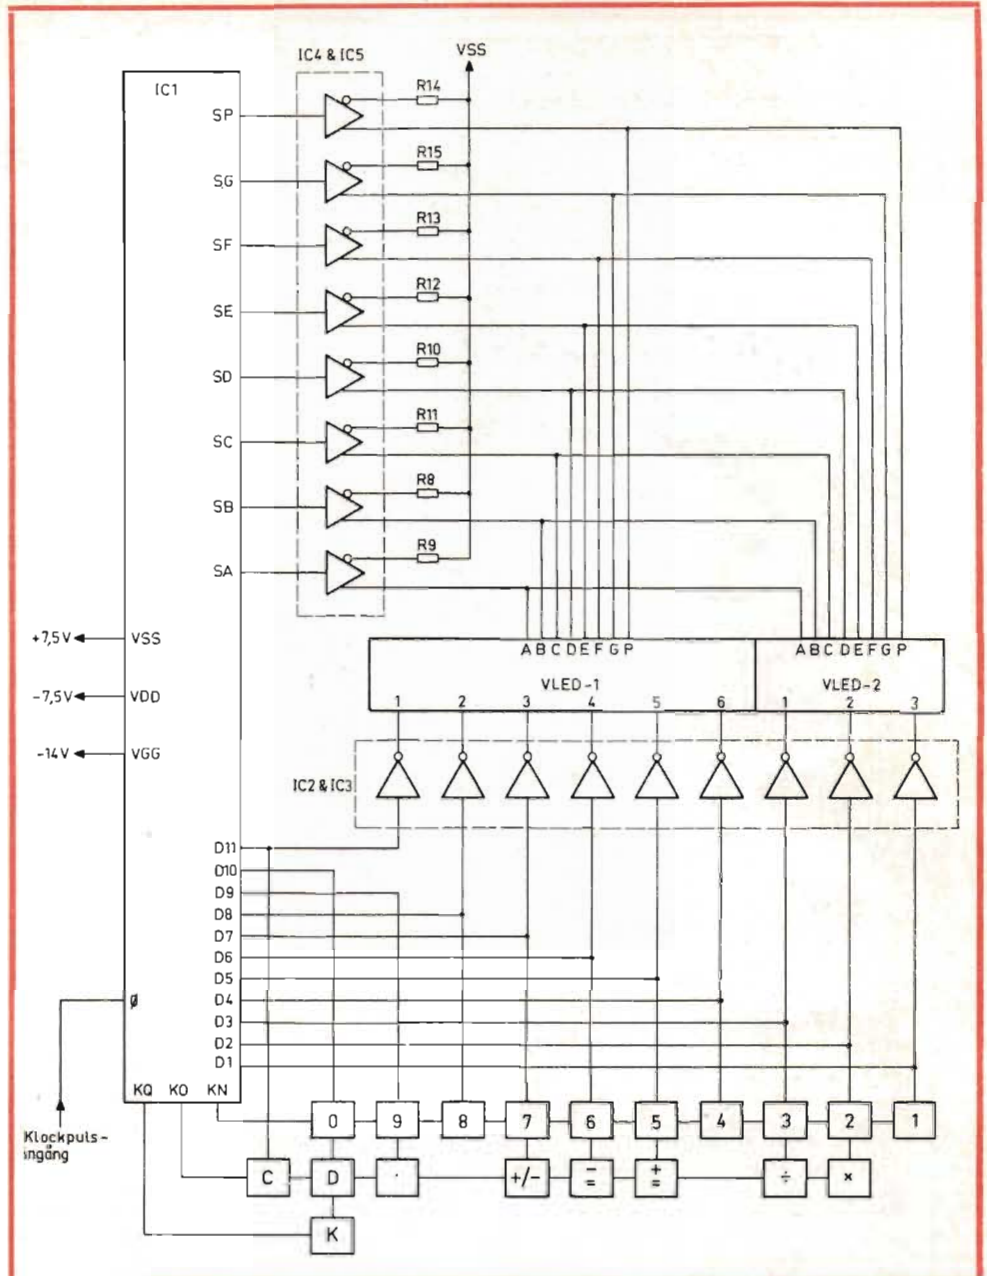 IC4 & IC5
VSS
IC1
SP
R14
SG
R15
SF
R13
SE
R12
SD
R10
SC
R11
SB
R8
SA
R9
+7,5V
VSS
-7,5V
VDD
-14V
VGG
A B C D E F G P
A B C D E F G P
VLED-1
VLED-2
1 2 3 4 5 6
1 2 3
IC2 & IC3
D11
D10
D9
D8
D7
D6
D5
D4
D3
D2
D1
Ø
KQ KO KN
Klockpuls-
ingång
0 9 8 7 6 5 4 3 2 1
C D · +/- - = + = ÷ ×
K